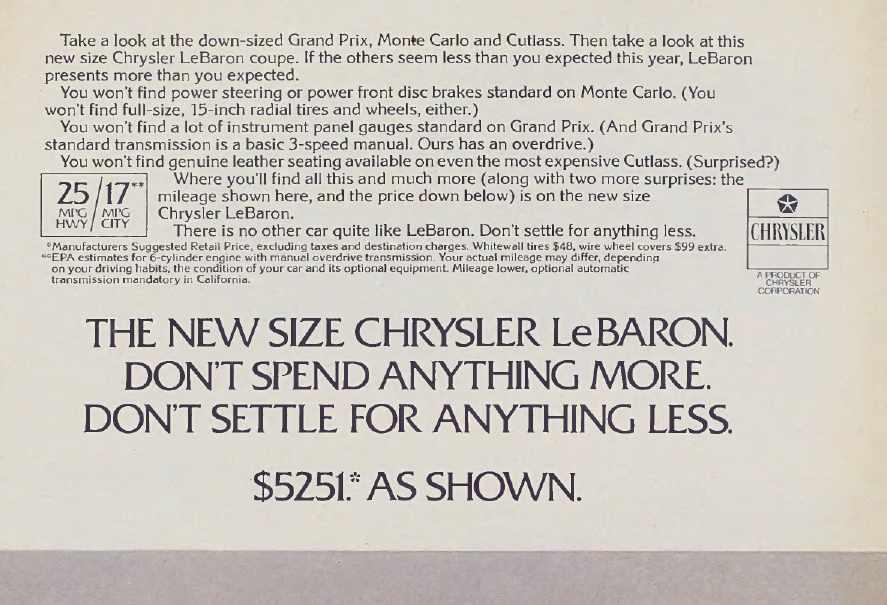 Take a look at the down-sized Grand Prix, Monte Carlo and Cutlass. Then take a look at this
new size Chrysler LeBaron coupe. If the others seem less than you expected this year, LeBaron
presents more than you expected.
You won't find power steering or power front disc brakes standard on Monte Carlo. (You
won't find full-size, 15-inch radial tires and wheels, either.)
You won't find a lot of instrument panel gauges standard on Grand Prix. (And Grand Prix's
standard transmission is a basic 3-speed manual. Ours has an overdrive.)
You won't find genuine leather seating available on even the most expensive Cutlass. (Surprised?)
Where you'll find all this and much more (along with two more surprises: the
mileage shown here, and the price down below) is on the new size
Chrysler LeBaron.
There is no other car quite like LeBaron. Don't settle for anything less.
25/17**
MPG MPG
HWY CITY
*Manufacturers Suggested Retail Price, excluding taxes and destination charges. Whitewall tires $48, wire wheel covers $99 extra.
**EPA estimates for 6-cylinder engine with manual overdrive transmission. Your actual mileage may differ, depending
on your driving habits, the condition of your car and its optional equipment. Mileage lower, optional automatic
transmission mandatory in California.
CHRYSLER
A PRODUCT OF
CHRYSLER
CORPORATION
THE NEW SIZE CHRYSLER LeBARON.
DON'T SPEND ANYTHING MORE.
DON'T SETTLE FOR ANYTHING LESS.
$5251.* AS SHOWN.